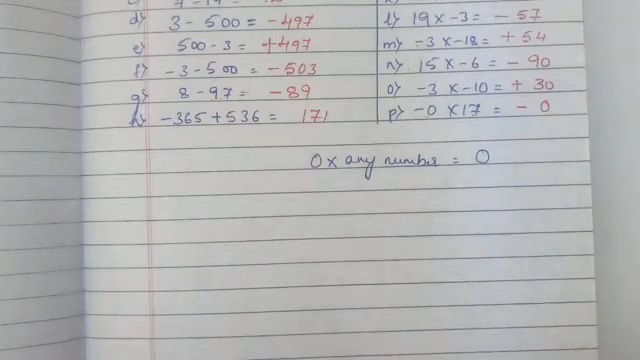 d) 3 - 500 = -497
e) 500 - 3 = +497
f) -3 - 500 = -503
g) 8 - 97 = -89
h) -365 + 536 = 171
l) 19 x -3 = - 57
m) -3 x -18 = + 54
n) 15 x -6 = - 90
o) -3 x -10 = + 30
p) -0 x 17 = - 0
0 x any number = 0